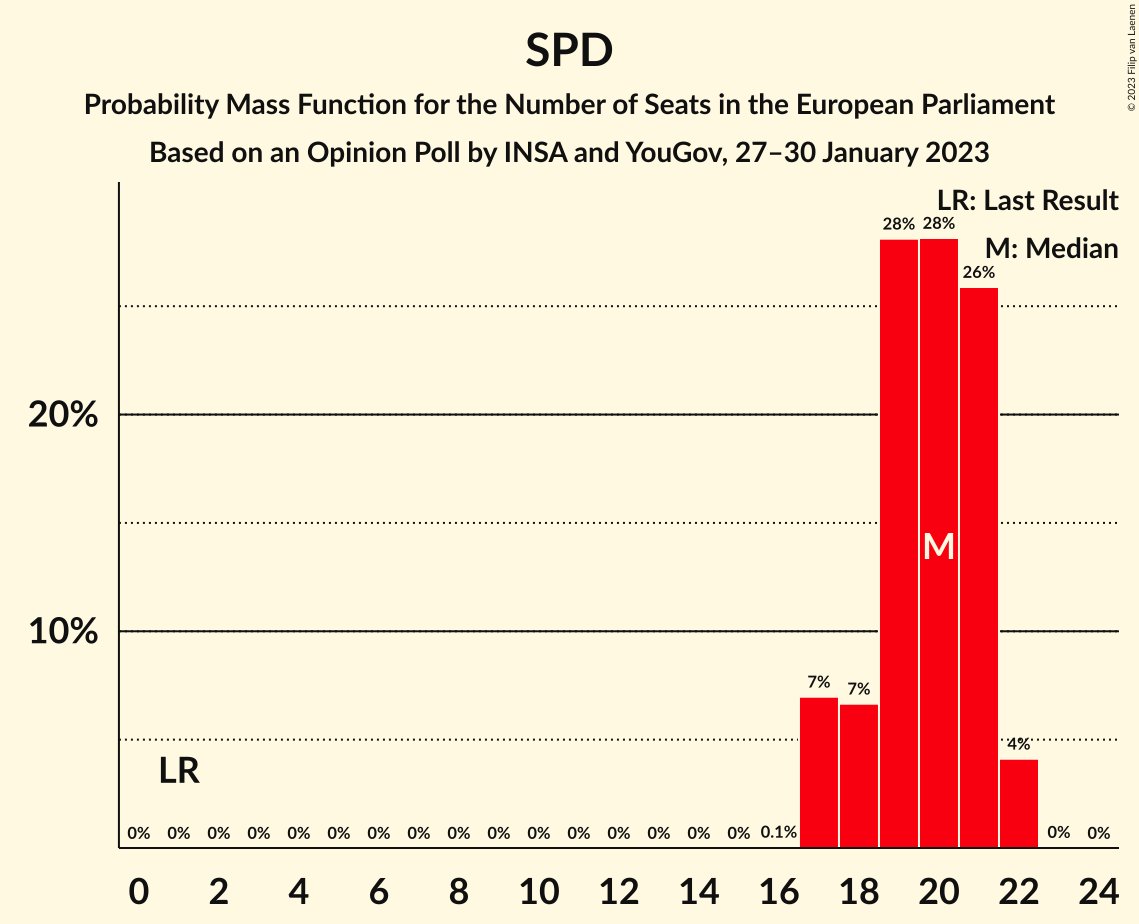 SPD
Probability Mass Function for the Number of Seats in the European Parliament
Based on an Opinion Poll by INSA and YouGov, 27–30 January 2023
© 2023 Filip van Laenen
LR: Last Result
M: Median
28% 28%
26%
20%
M
10%
7% 7%
4%
LR
0% 0% 0% 0% 0% 0% 0% 0% 0% 0% 0% 0% 0% 0% 0% 0% 0.1% 0% 0%
0 2 4 6 8 10 12 14 16 18 20 22 24